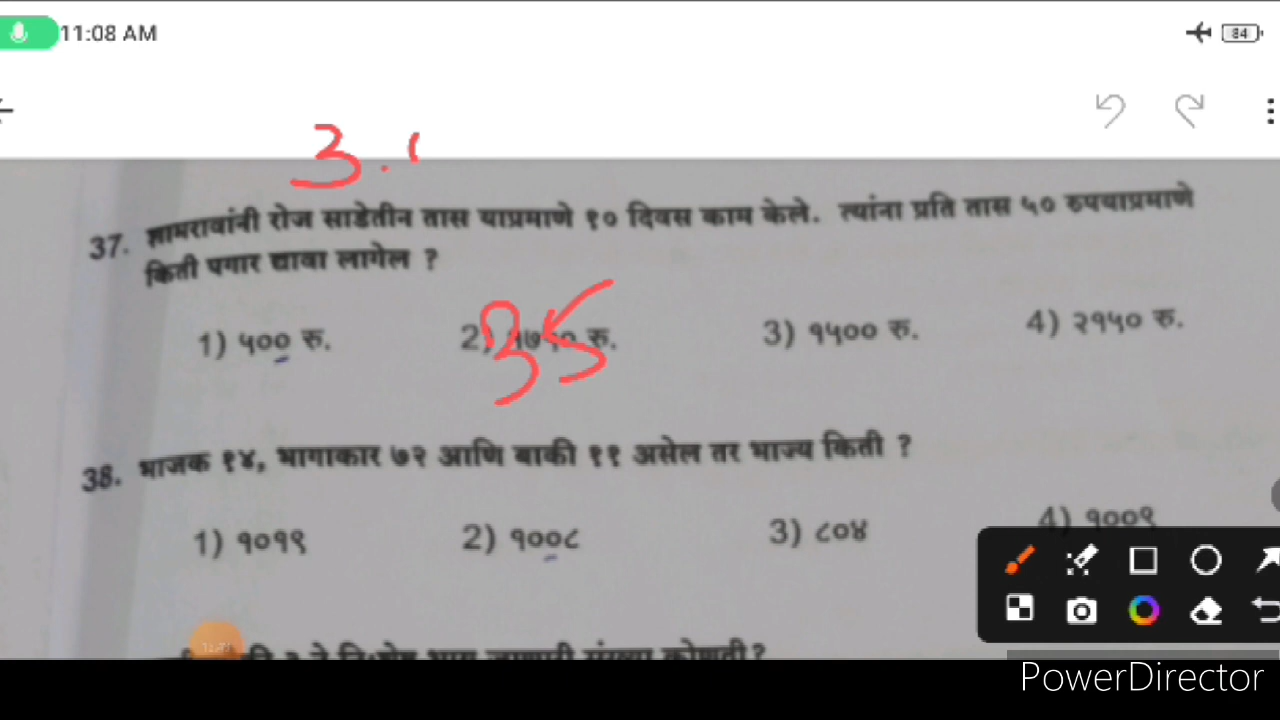 11:08 AM
84
3.
37. रोज साडेतीन तास याप्रमाणे १० दिवस काम केले. त्यांना प्रति तास ५० रुपयाप्रमाणे
किती पगार द्यावा लागेल ?
1) ५०० रु. 2) रु. 3) १५०० रु. 4) २१५० रु.
35
38. भाजक १४, भागाकार ७२ आणि बाकी ११ असेल तर भाज्य किती ?
1) १०१९ 2) १००८ 3) ८०४ 4) १००९
ने निःशेष भाग जाणारी संख्या कोणती?
PowerDirector